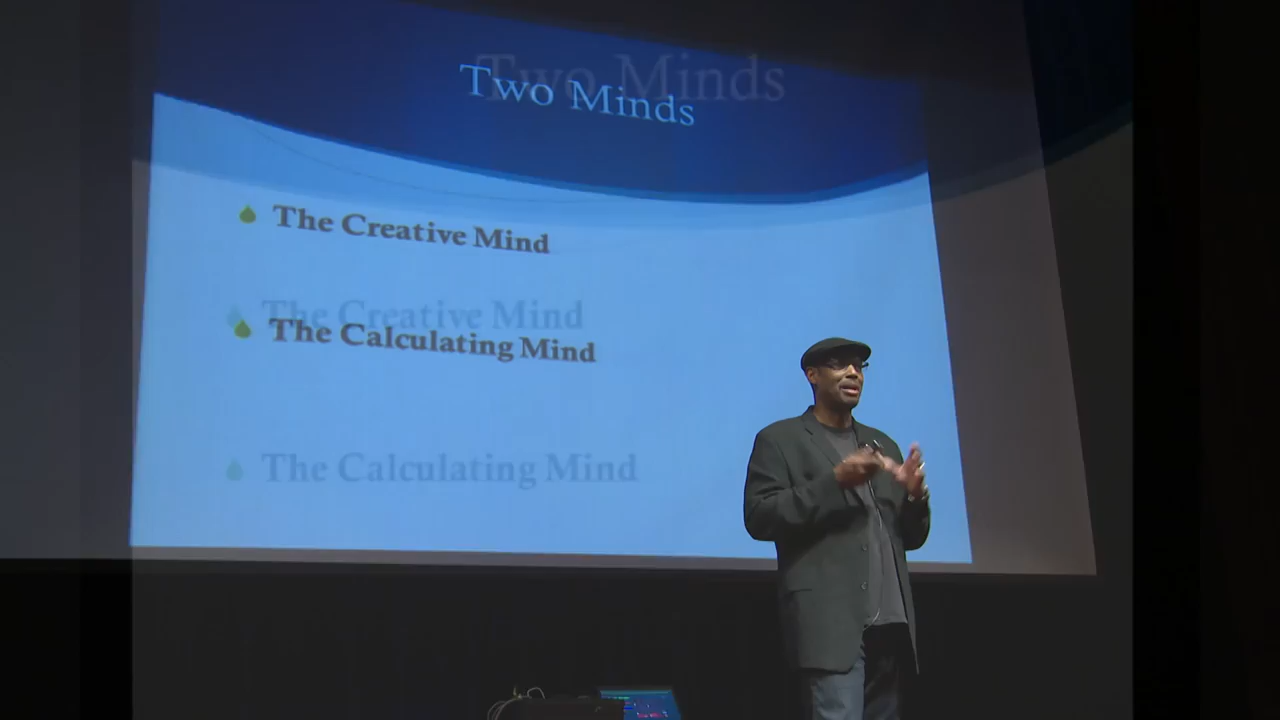 Two Minds
Two Minds
The Creative Mind
The Creative Mind
The Calculating Mind
The Calculating Mind